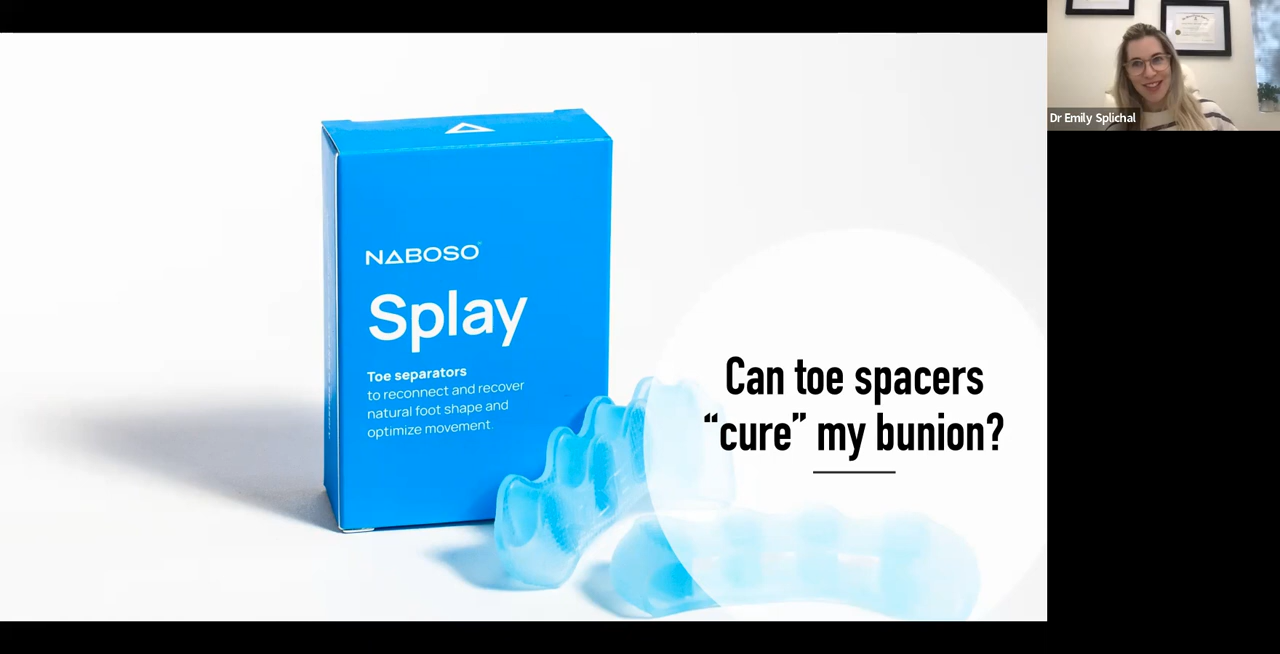 NABOSO
Splay
Toe separators
to reconnect and recover
natural foot shape and
optimize movement.
Can toe spacers
“cure” my bunion?
Dr Emily Splichal